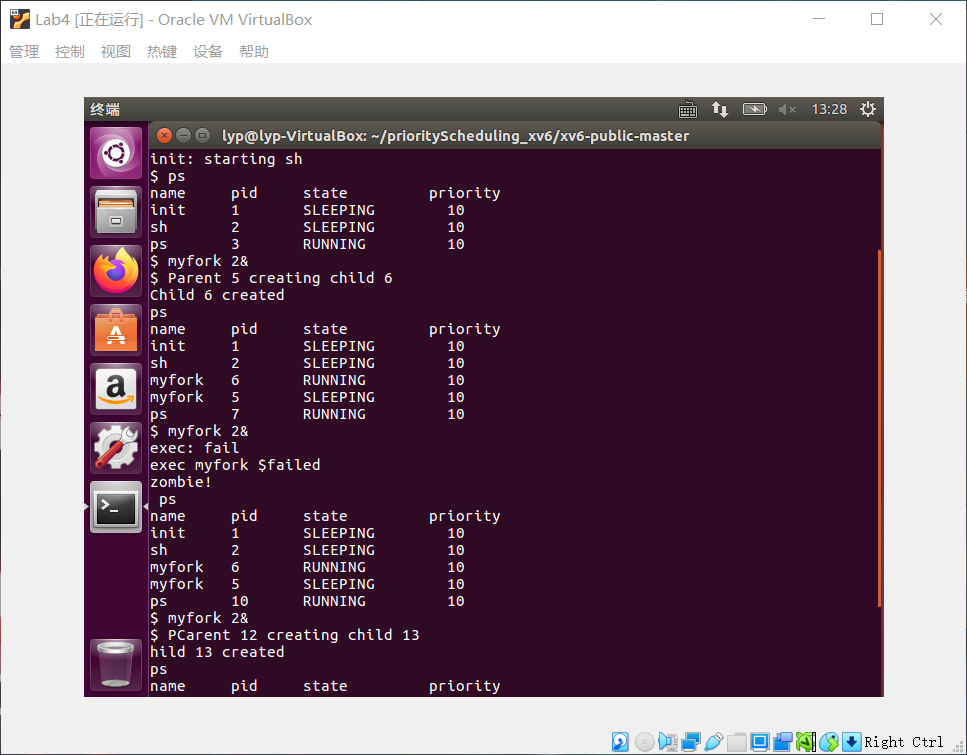 Lab4 [正在运行] - Oracle VM VirtualBox
管理 控制 视图 热键 设备 帮助
终端 13:28
lyp@lyp-VirtualBox: ~/priorityScheduling_xv6/xv6-public-master
init: starting sh
$ ps
name pid state priority
init 1 SLEEPING 10
sh 2 SLEEPING 10
ps 3 RUNNING 10
$ myfork 2&
$ Parent 5 creating child 6
Child 6 created
ps
name pid state priority
init 1 SLEEPING 10
sh 2 SLEEPING 10
myfork 6 RUNNING 10
myfork 5 SLEEPING 10
ps 7 RUNNING 10
$ myfork 2&
exec: fail
exec myfork $failed
zombie!
ps
name pid state priority
init 1 SLEEPING 10
sh 2 SLEEPING 10
myfork 6 RUNNING 10
myfork 5 SLEEPING 10
ps 10 RUNNING 10
$ myfork 2&
$ PCarent 12 creating child 13
hild 13 created
ps
name pid state priority
Right Ctrl